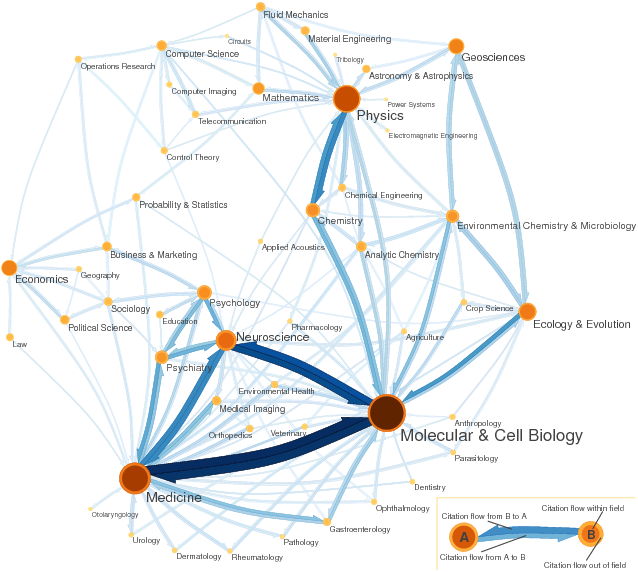 Fluid Mechanics
Material Engineering
Circuits
Computer Science
Geosciences
Tribology
Operations Research
Astronomy & Astrophysics
Computer Imaging
Mathematics
Power Systems
Physics
Telecommunication
Electromagnetic Engineering
Control Theory
Chemical Engineering
Probability & Statistics
Chemistry
Environmental Chemistry & Microbiology
Applied Acoustics
Business & Marketing
Analytic Chemistry
Geography
Economics
Psychology
Crop Science
Sociology
Education
Ecology & Evolution
Political Science
Pharmacology
Neuroscience
Agriculture
Law
Psychiatry
Environmental Health
Medical Imaging
Anthropology
Orthopedics
Veterinary
Molecular & Cell Biology
Parasitology
Dentistry
Medicine
Ophthalmology
Otolaryngology
Gastroenterology
Urology
Pathology
Dermatology
Rheumatology
Citation flow from B to A
Citation flow within field
A
B
Citation flow from A to B
Citation flow out of field